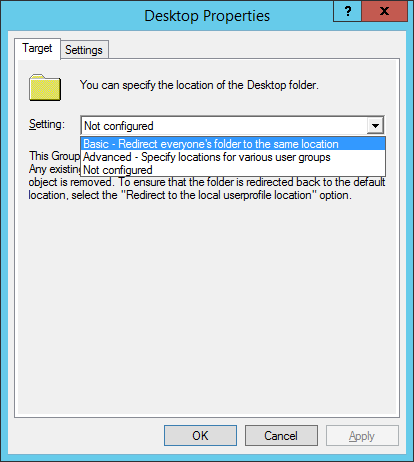 Desktop Properties
? x
Target Settings
You can specify the location of the Desktop folder.
Setting: Not configured
Basic - Redirect everyone's folder to the same location
Advanced - Specify locations for various user groups
Not configured
This Group
Any existing
object is removed. To ensure that the folder is redirected back to the default
location, select the "Redirect to the local userprofile location" option.
OK Cancel Apply